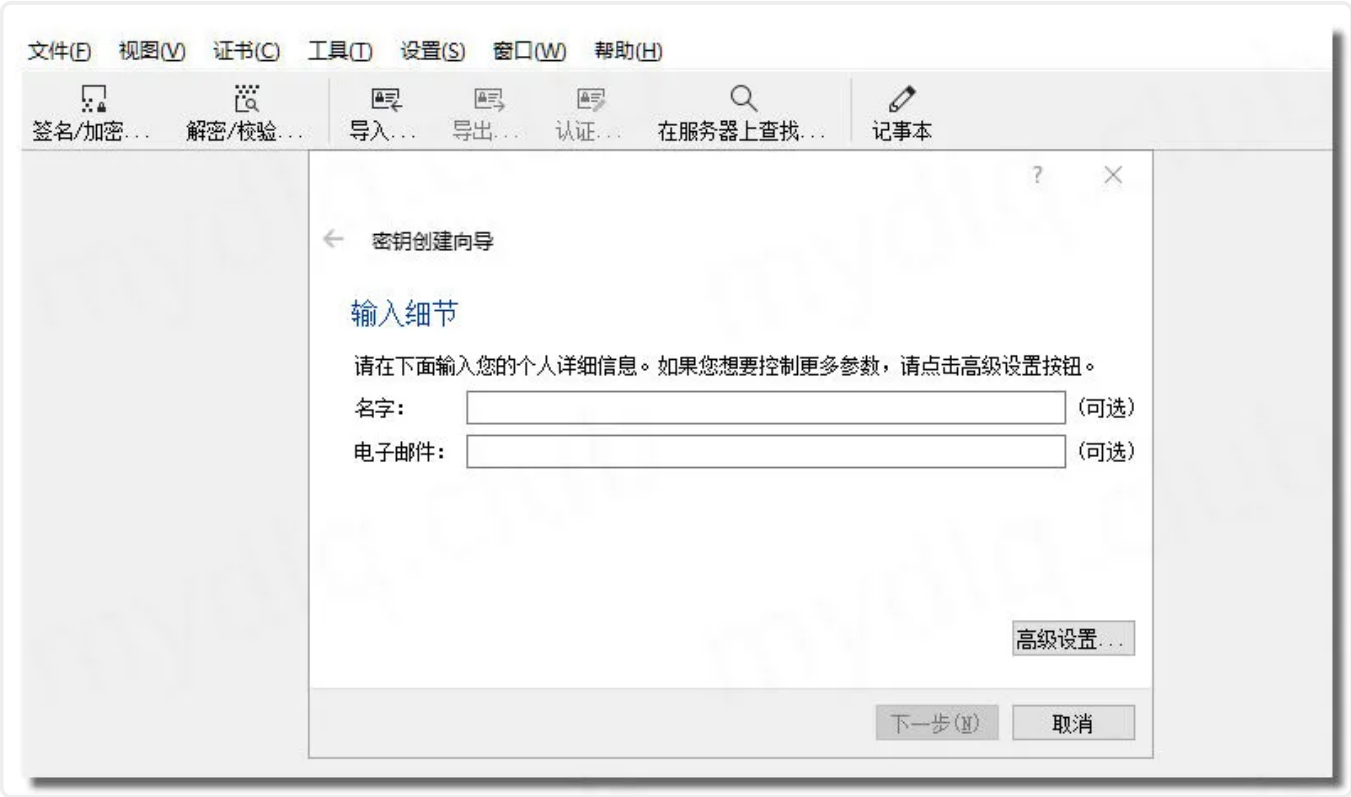 文件(F) 视图(V) 证书(C) 工具(T) 设置(S) 窗口(W) 帮助(H)
签名/加密... 解密/校验... 导入... 导出... 认证... 在服务器上查找... 记事本
?
密钥创建向导
输入细节
请在下面输入您的个人详细信息。如果您想要控制更多参数，请点击高级设置按钮。
名字： (可选)
电子邮件： (可选)
高级设置...
下一步(N) 取消